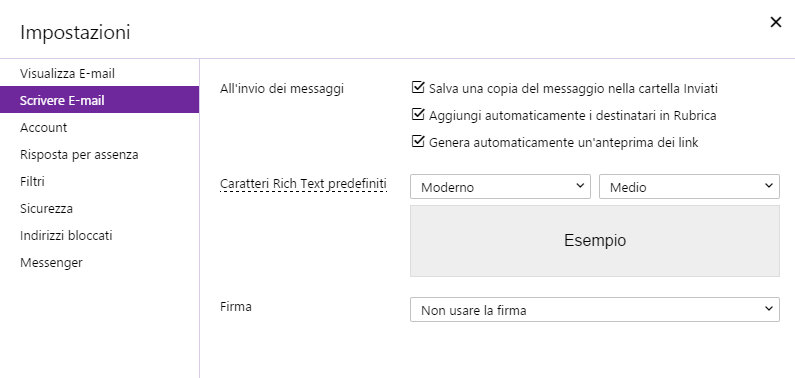 Impostazioni
Visualizza E-mail
Scrivere E-mail
Account
Risposta per assenza
Filtri
Sicurezza
Indirizzi bloccati
Messenger
All'invio dei messaggi
Salva una copia del messaggio nella cartella Inviati
Aggiungi automaticamente i destinatari in Rubrica
Genera automaticamente un'anteprima dei link
Caratteri Rich Text predefiniti
Moderno
Medio
Esempio
Firma
Non usare la firma